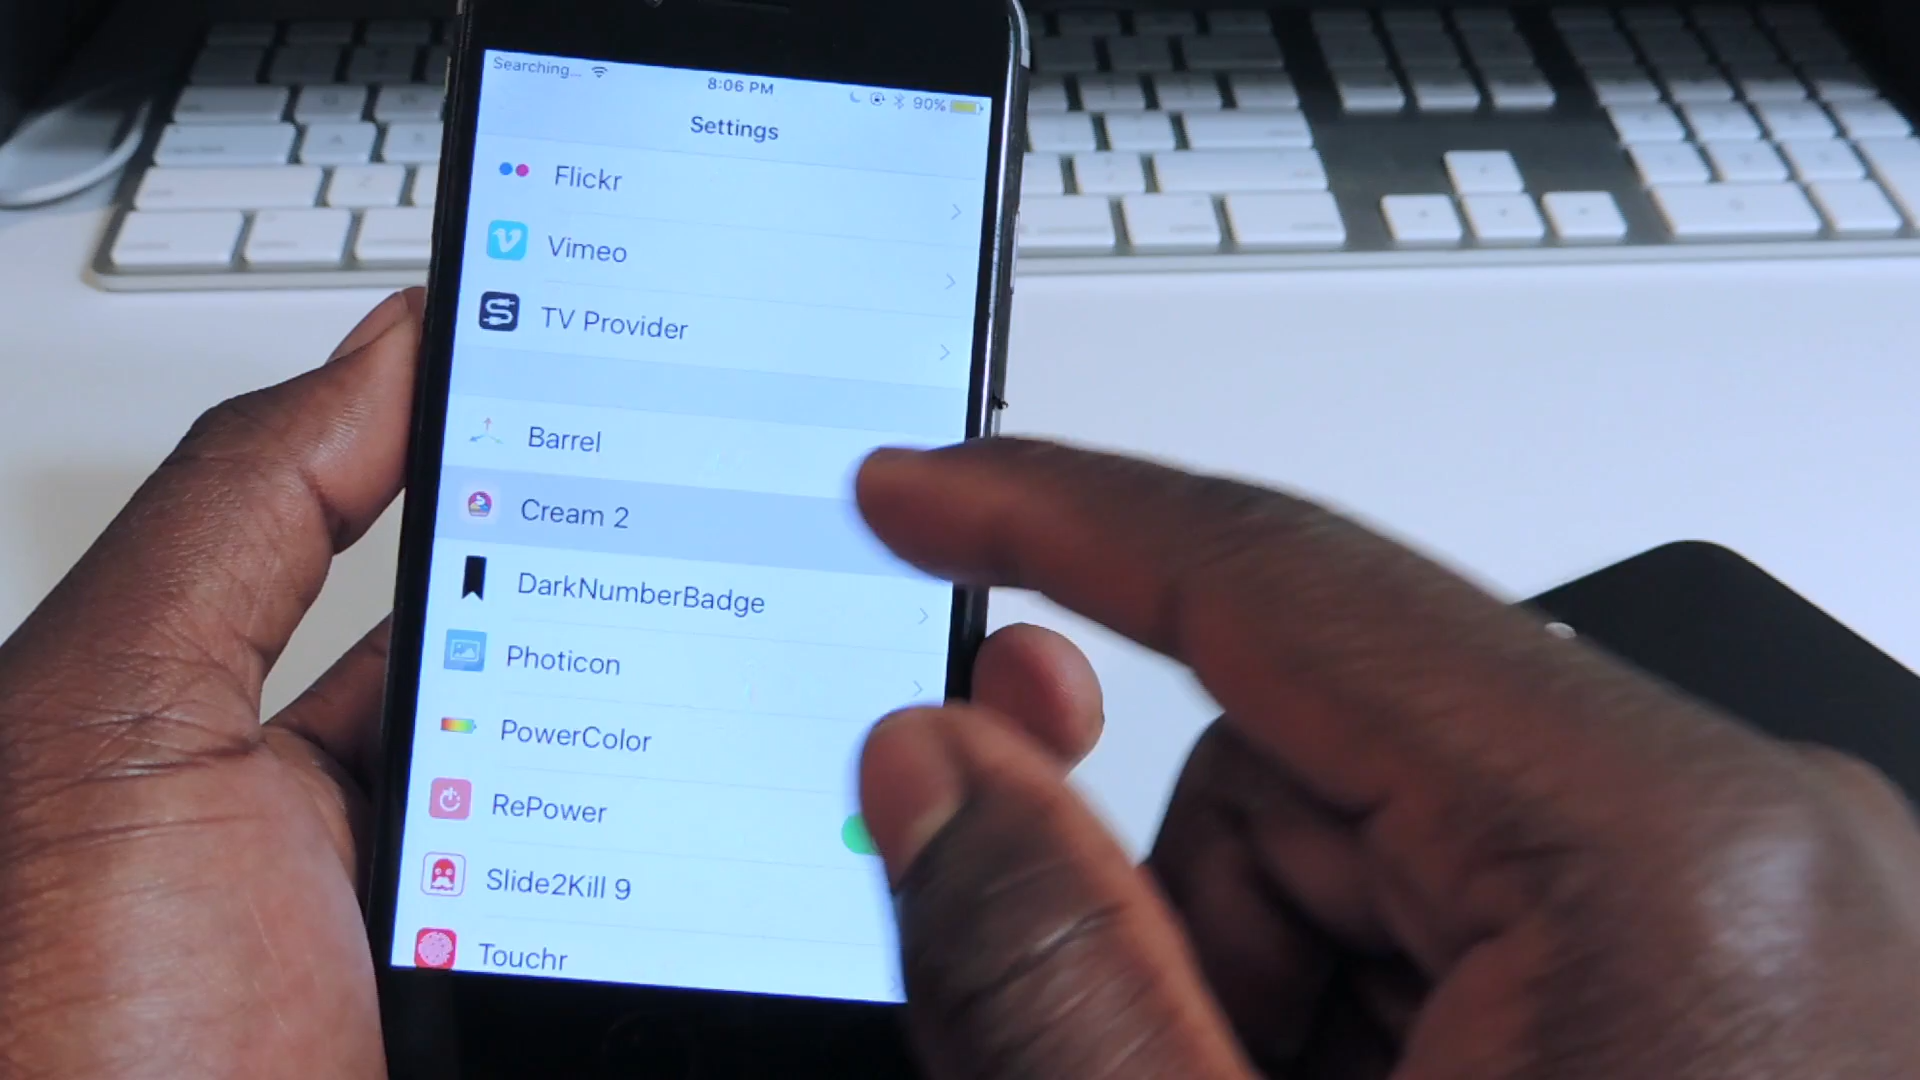 Searching...
8:06 PM
90%
Settings
Flickr
Vimeo
TV Provider
Barrel
Cream 2
DarkNumberBadge
Photicon
PowerColor
RePower
Slide2Kill 9
Touchr